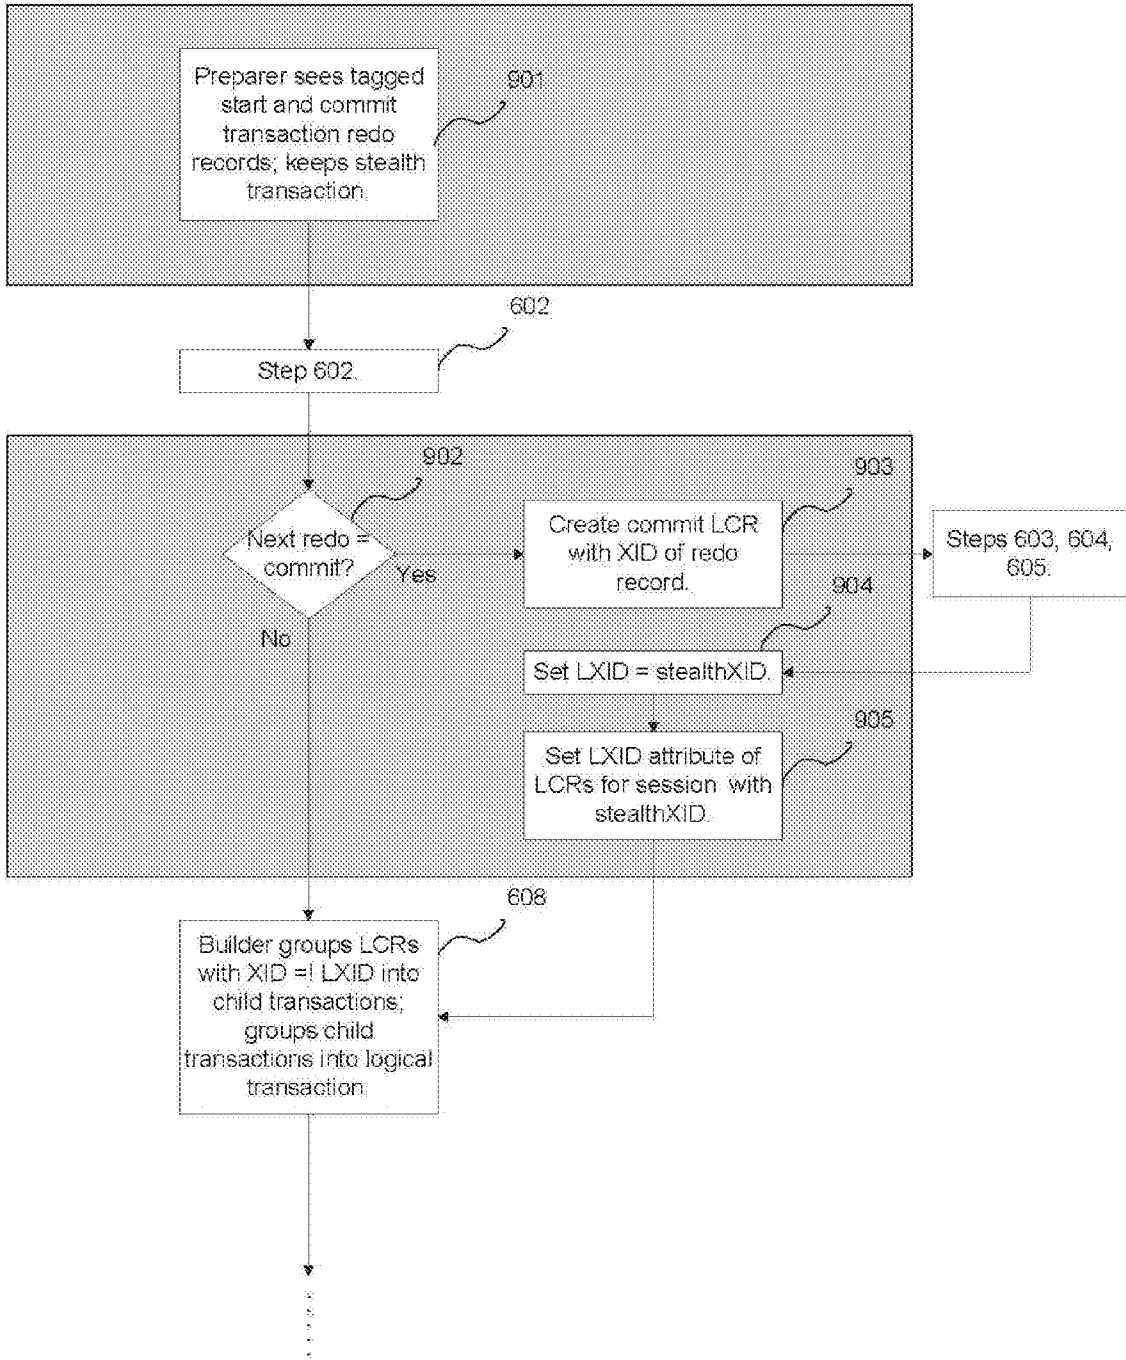 Preparer sees tagged
start and commit
transaction redo
records; keeps stealth
transaction.
901
602
Step 602.
902
Next redo =
commit?
Yes
No
903
Create commit LCR
with XID of redo
record.
Steps 603, 604,
605.
904
Set LXID = stealthXID.
905
Set LXID attribute of
LCRs for session with
stealthXID.
608
Builder groups LCRs
with XID =! LXID into
child transactions;
groups child
transactions into logical
transaction